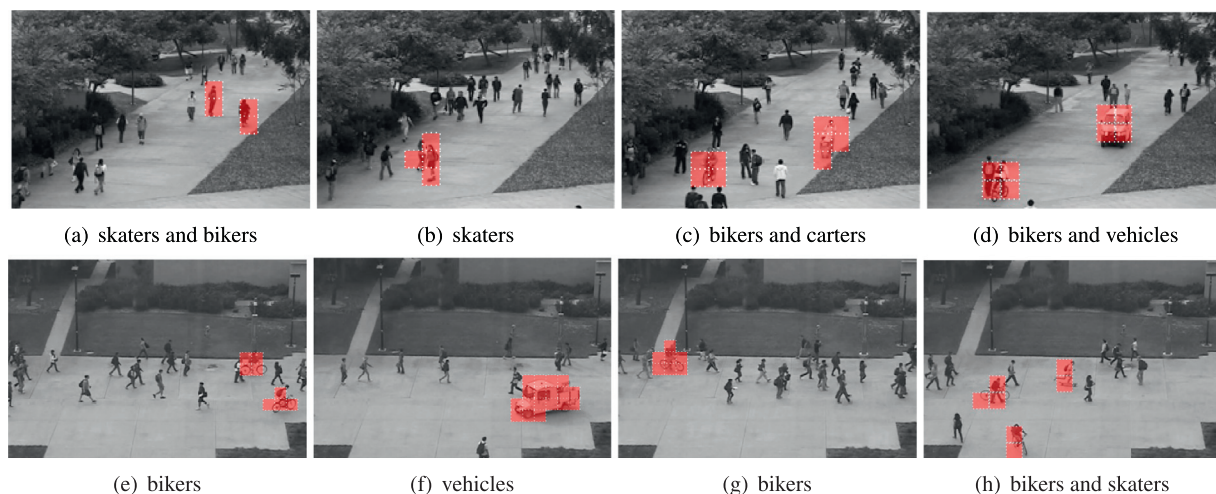 (a) skaters and bikers
(b) skaters
(c) bikers and carters
(d) bikers and vehicles
(e) bikers
(f) vehicles
(g) bikers
(h) bikers and skaters